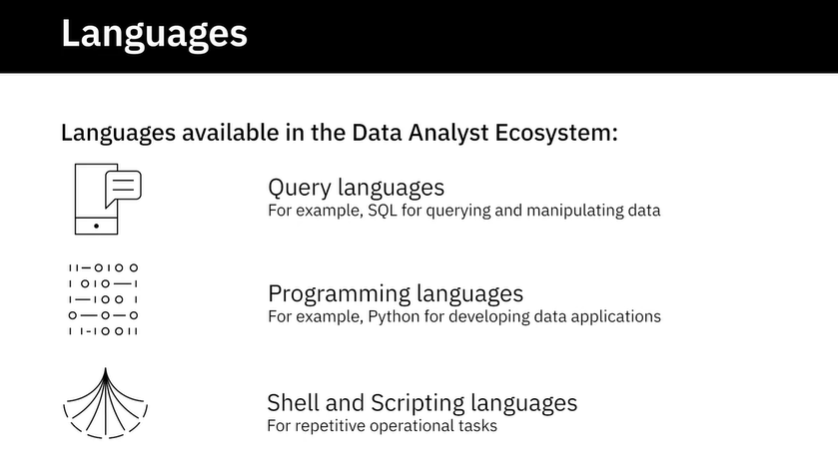 Languages
Languages available in the Data Analyst Ecosystem:
Query languages
For example, SQL for querying and manipulating data
Programming languages
For example, Python for developing data applications
Shell and Scripting languages
For repetitive operational tasks